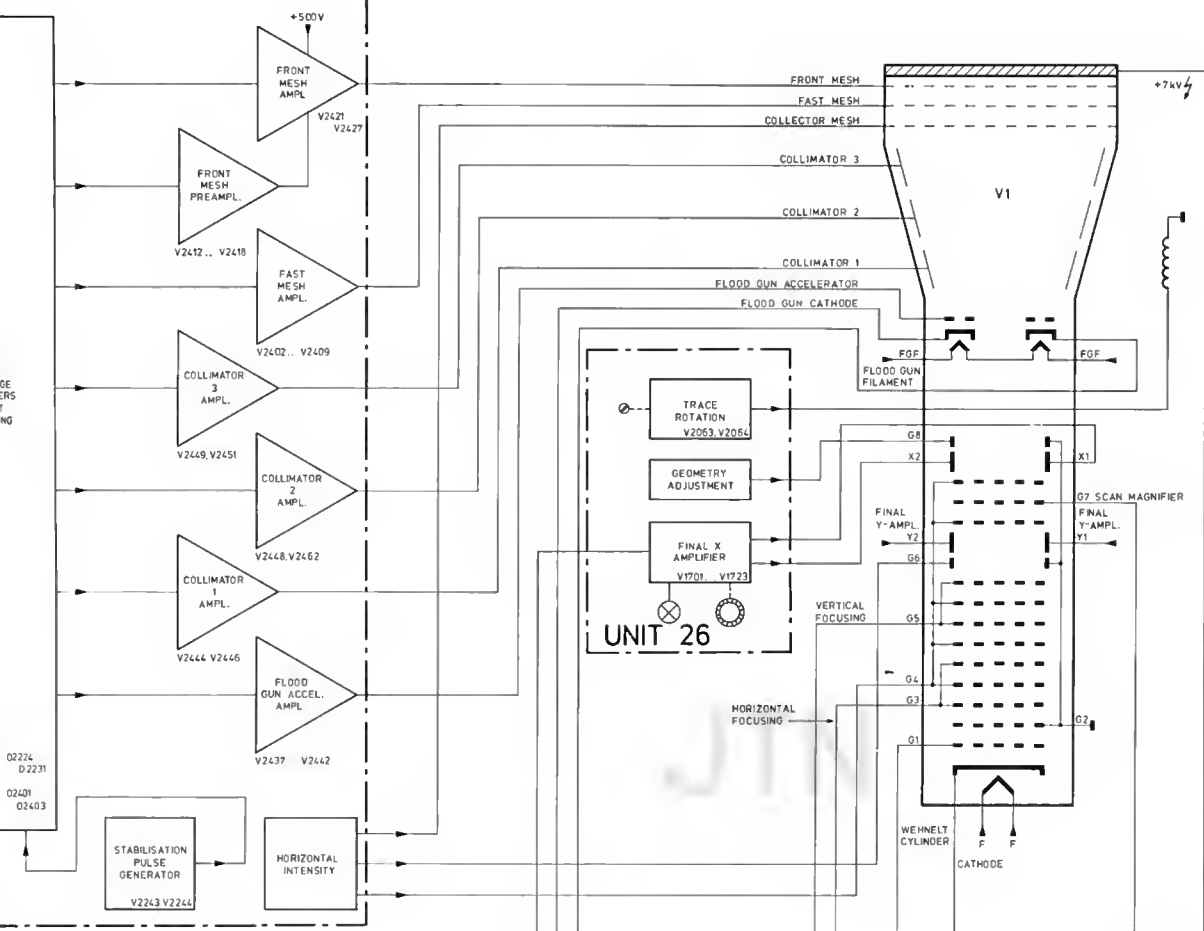 +500V
FRONT
MESH
AMPL
V2421
V2427
FRONT
MESH
PREAMPL.
V2412.. V2418
FAST
MESH
AMPL.
V2402.. V2409
COLLIMATOR
3
AMPL.
V2449,V2451
COLLIMATOR
2
AMPL.
V2448,V2462
COLLIMATOR
1
AMPL.
V2444 V2446
FLOOD
GUN ACCEL.
AMPL
V2437 V2442
GE
ERS
T
NG
D2224
D2231
D2401
D2403
STABILISATION
PULSE
GENERATOR
V2243 V2244
HORIZONTAL
INTENSITY
FRONT MESH
FAST MESH
COLLECTOR MESH
COLLIMATOR 3
COLLIMATOR 2
COLLIMATOR 1
FLOOD GUN ACCELERATOR
FLOOD GUN CATHODE
+7kV
V1
FGF
FLOOD GUN
FILAMENT
FGF
TRACE
ROTATION
V2063,V2064
GEOMETRY
ADJUSTMENT
FINAL X
AMPLIFIER
V1701...V1723
UNIT 26
G8
X2
X1
G7 SCAN MAGNIFIER
FINAL
Y-AMPL.
Y2
FINAL
Y-AMPL.
Y1
G6
VERTICAL
FOCUSING
G5
G4
G3
HORIZONTAL
FOCUSING
G2
G1
WEHNELT
CYLINDER
F
F
CATHODE